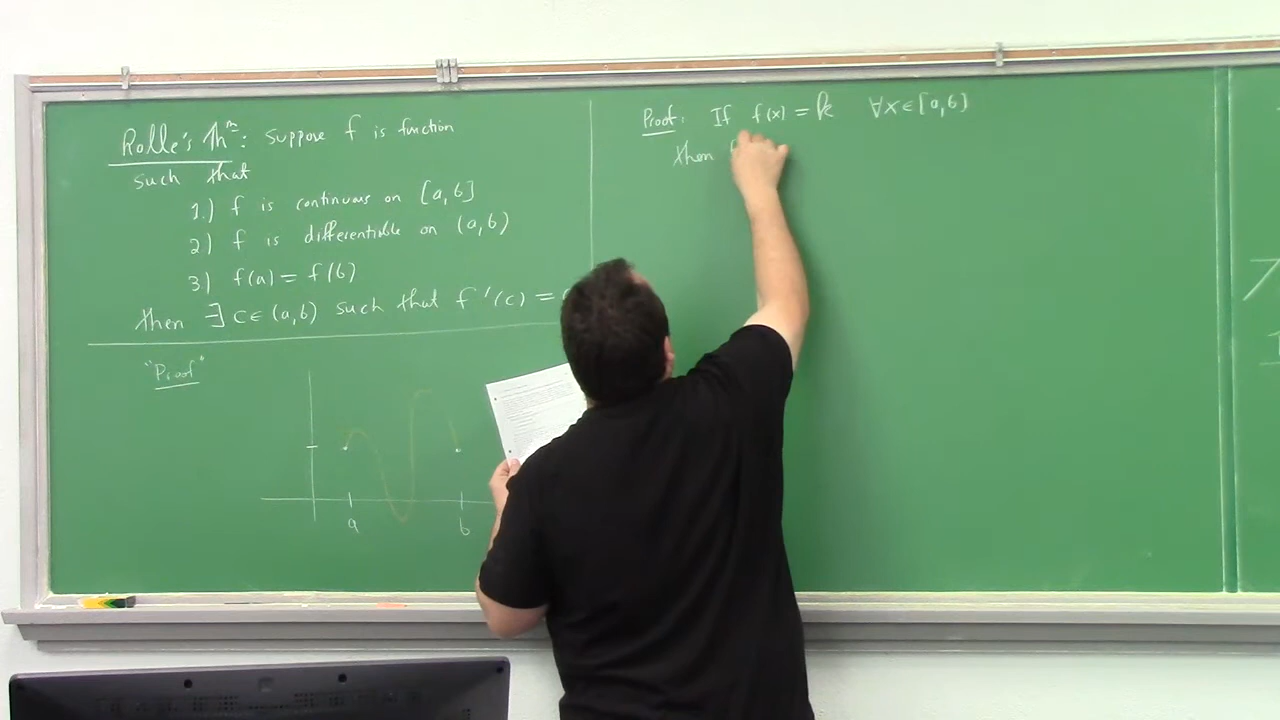 Rolle's Thm: Suppose f is function
such that
1.) f is continuous on [a,b]
2) f is differentiable on (a,b)
3) f(a) = f(b)
then ∃ c ∈ (a,b) such that f'(c) =
"Proof"
a b
Proof: If f(x) = k ∀x ∈ [a,b]
then